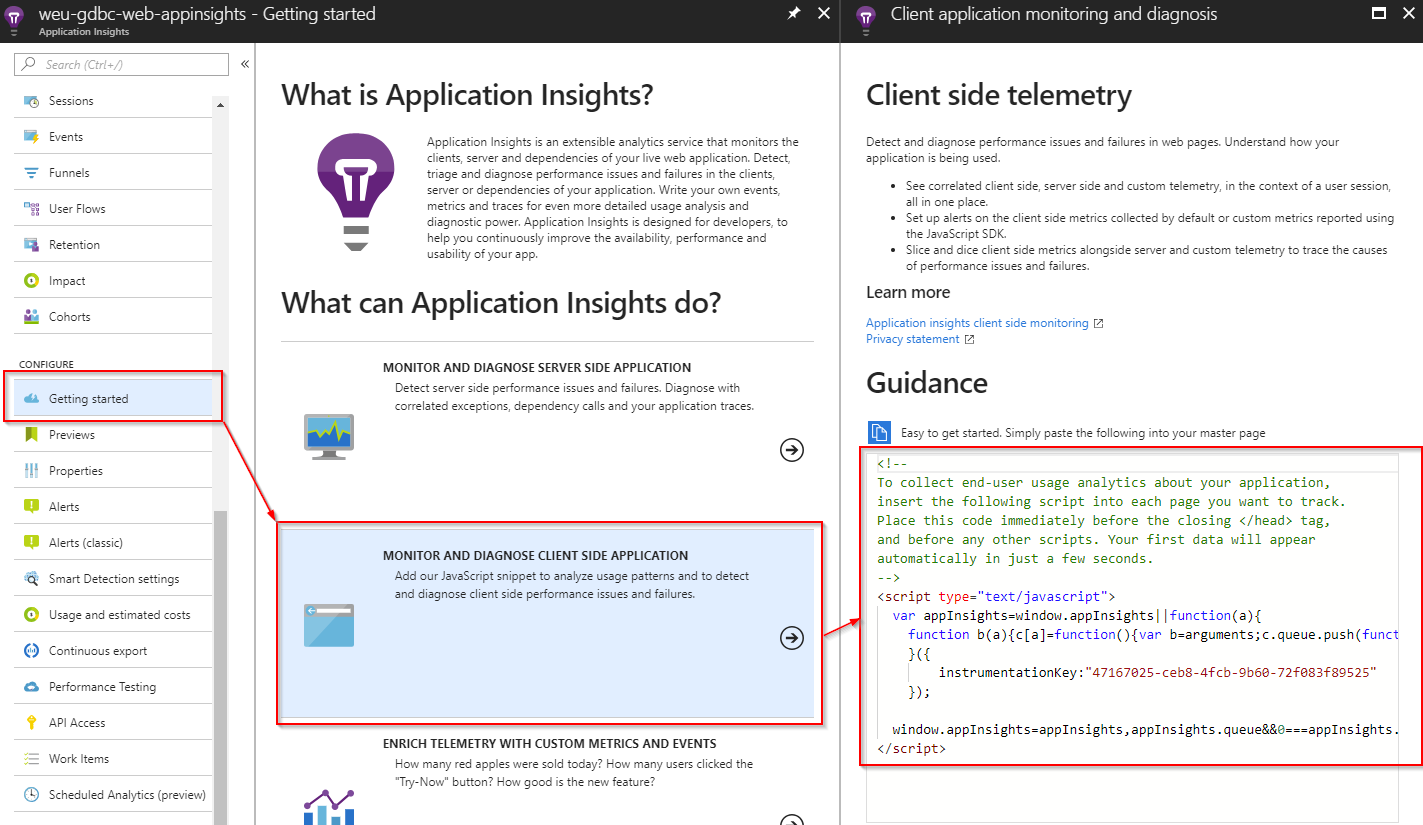 weu-gdbc-web-appinsights - Getting started
Application Insights
Search (Ctrl+/)
Sessions
Events
Funnels
User Flows
Retention
Impact
Cohorts
CONFIGURE
Getting started
Previews
Properties
Alerts
Alerts (classic)
Smart Detection settings
Usage and estimated costs
Continuous export
Performance Testing
API Access
Work Items
Scheduled Analytics (preview)
What is Application Insights?
Application Insights is an extensible analytics service that monitors the
clients, server and dependencies of your live web application. Detect,
triage and diagnose performance issues and failures in the clients,
server or dependencies of your application. Write your own events,
metrics and traces for even more detailed usage analysis and
diagnostic power. Application Insights is designed for developers, to
help you continuously improve the availability, performance and
usability of your app.
What can Application Insights do?
MONITOR AND DIAGNOSE SERVER SIDE APPLICATION
Detect server side performance issues and failures. Diagnose with
correlated exceptions, dependency calls and your application traces.
MONITOR AND DIAGNOSE CLIENT SIDE APPLICATION
Add our JavaScript snippet to analyze usage patterns and to detect
and diagnose client side performance issues and failures.
ENRICH TELEMETRY WITH CUSTOM METRICS AND EVENTS
How many red apples were sold today? How many users clicked the
"Try-Now" button? How good is the new feature?
Client application monitoring and diagnosis
Client side telemetry
Detect and diagnose performance issues and failures in web pages. Understand how your
application is being used.
• See correlated client side, server side and custom telemetry, in the context of a user session,
all in one place.
• Set up alerts on the client side metrics collected by default or custom metrics reported using
the JavaScript SDK.
• Slice and dice client side metrics alongside server and custom telemetry to trace the causes
of performance issues and failures.
Learn more
Application insights client side monitoring
Privacy statement
Guidance
Easy to get started. Simply paste the following into your master page
<!--
To collect end-user usage analytics about your application,
insert the following script into each page you want to track.
Place this code immediately before the closing </head> tag,
and before any other scripts. Your first data will appear
automatically in just a few seconds.
-->
<script type="text/javascript">
var appInsights=window.appInsights||function(a){
function b(a){c[a]=function(){var b=arguments;c.queue.push(funct
}({
instrumentationKey:"47167025-ceb8-4fcb-9b60-72f083f89525"
});
window.appInsights=appInsights,appInsights.queue&&0===appInsights.
</script>